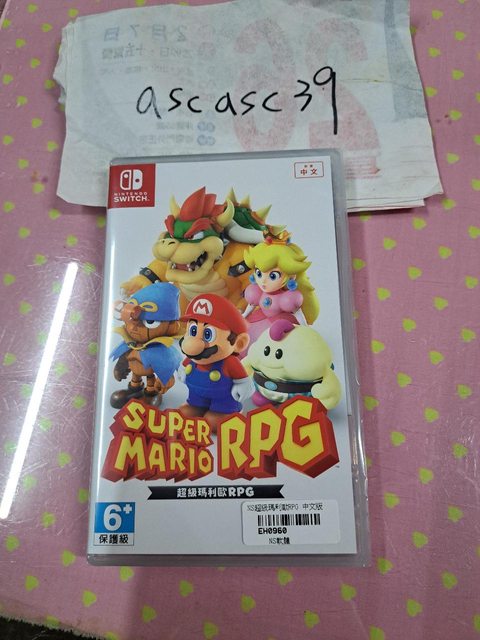 ascasc39
NINTENDO
SWITCH
中文
M
SUPER
MARIO RPG
超級瑪利歐RPG
6+
保護級
NS超級瑪利歐RPG 中文版
EH0960
NS軟體